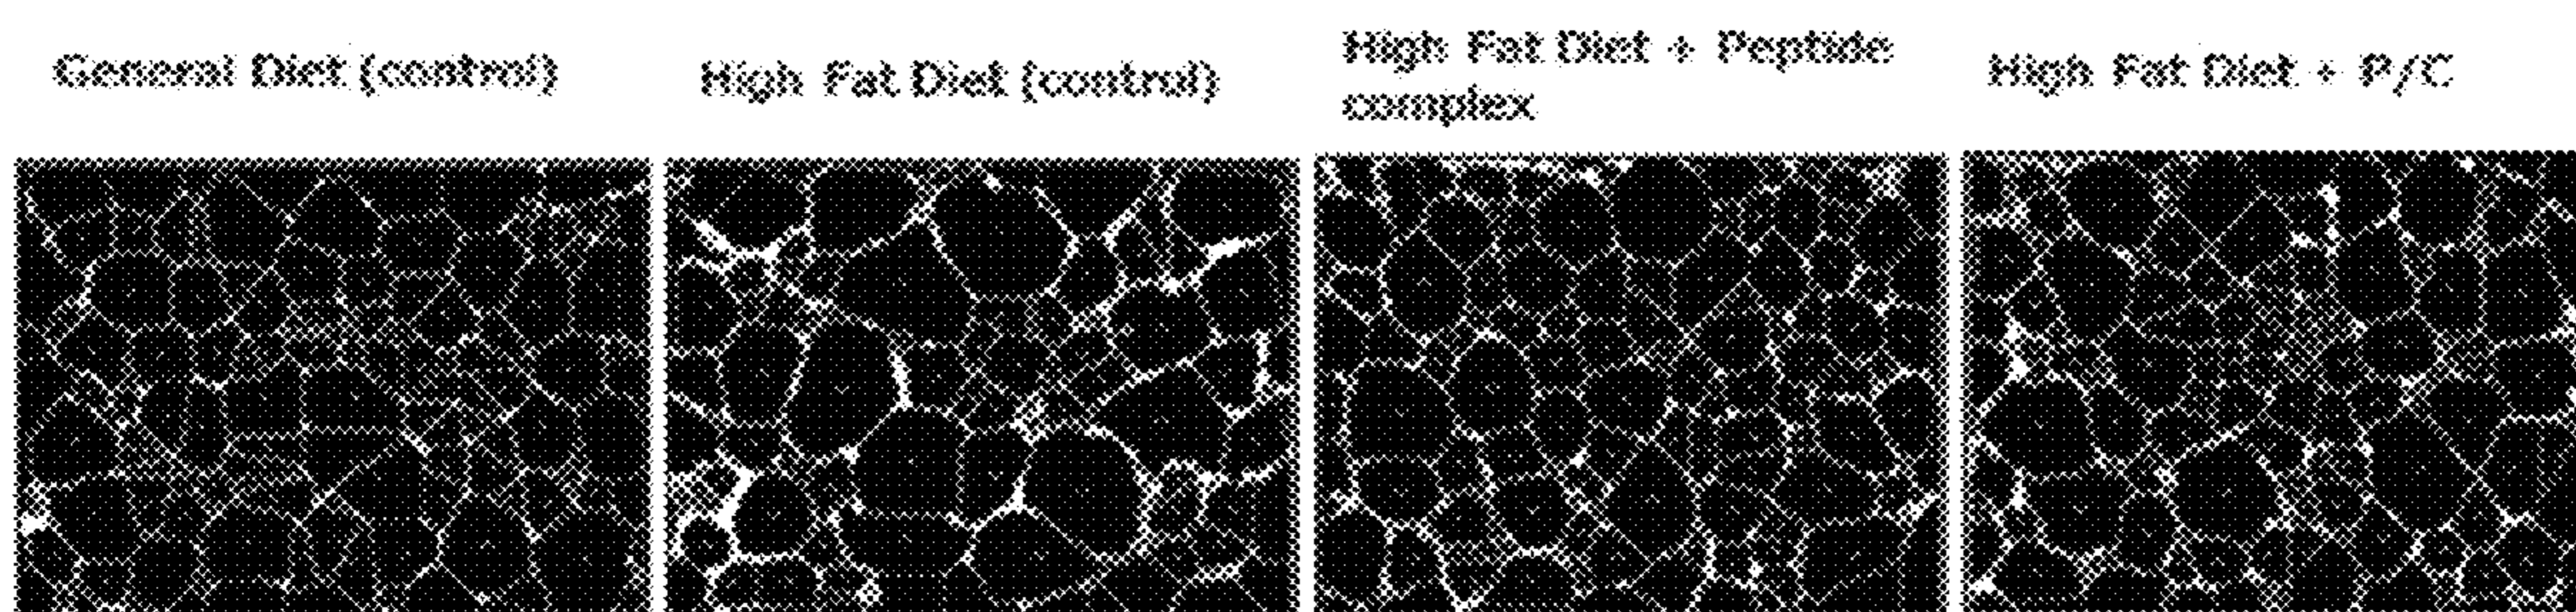 General Diet (control)
High Fat Diet (control)
High Fat Diet + Peptide
complex
High Fat Diet + P/C